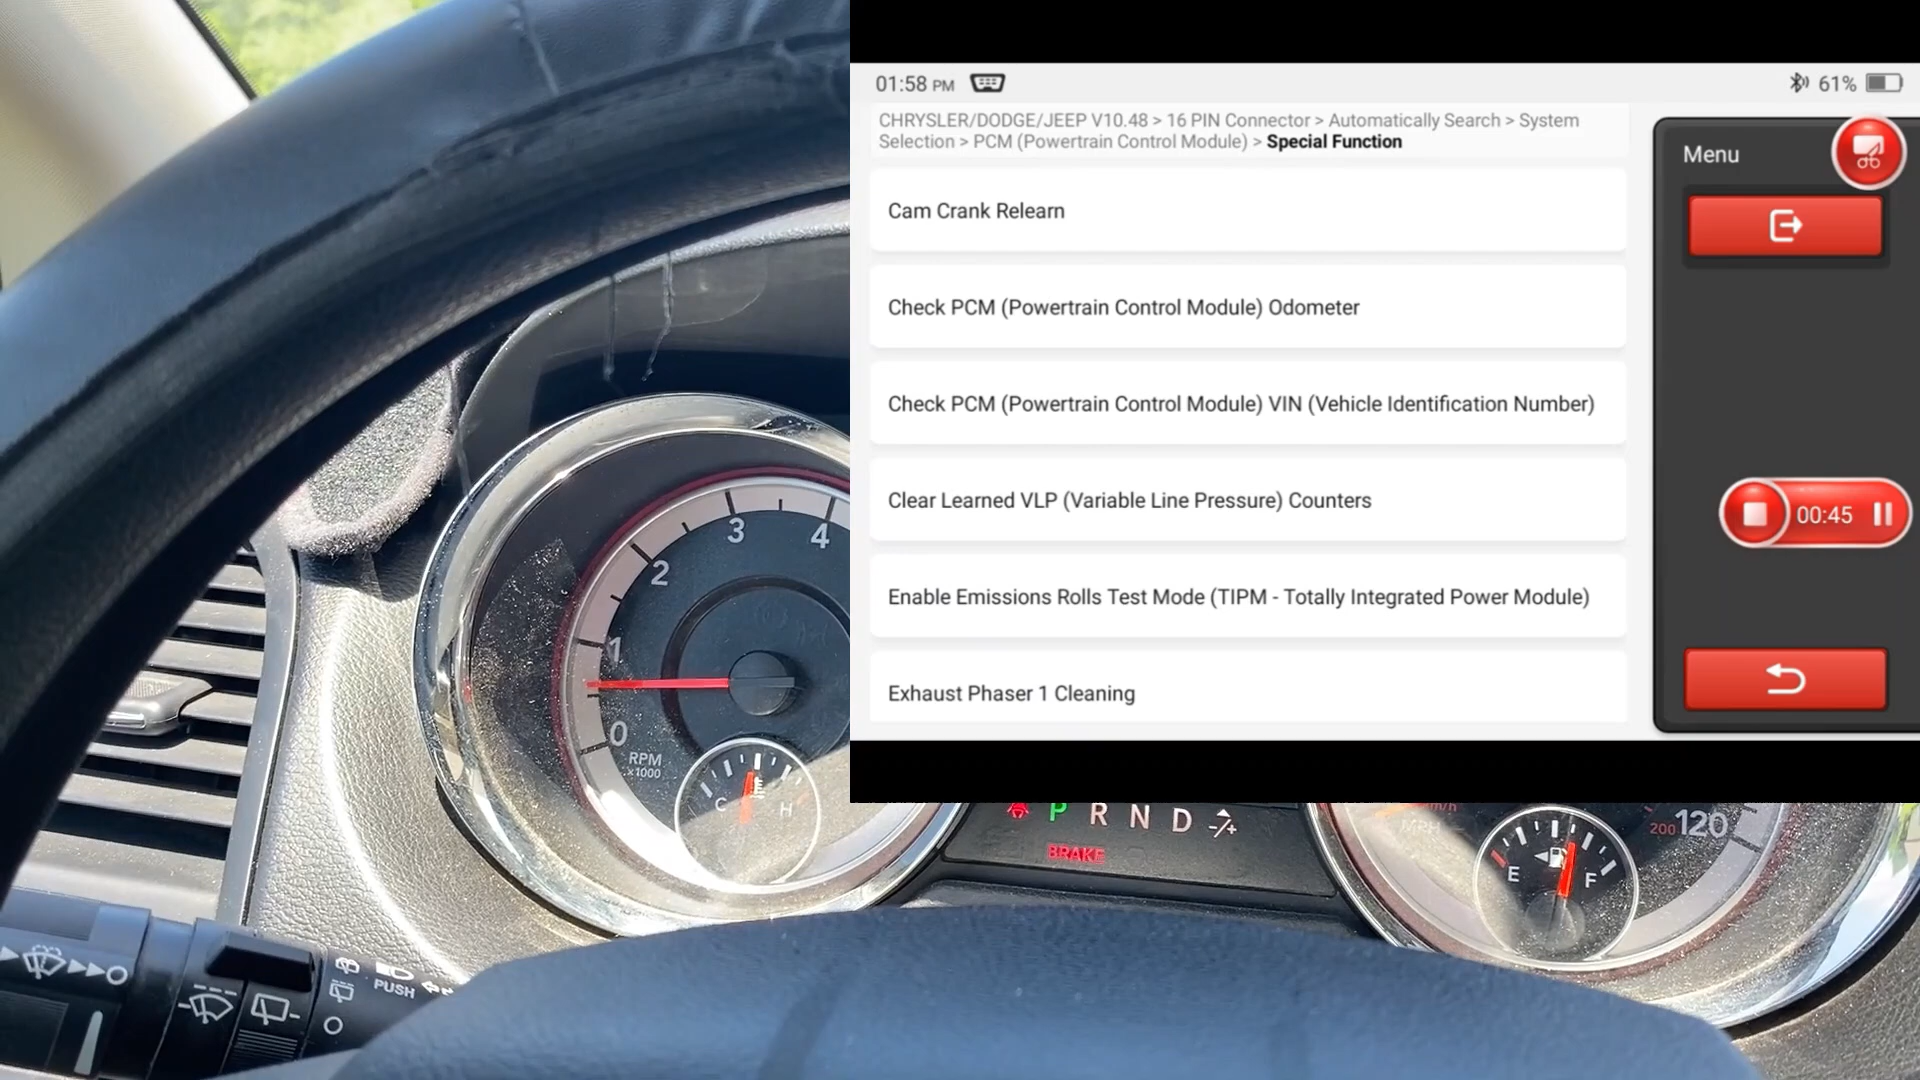 01:58 PM
61%
CHRYSLER/DODGE/JEEP V10.48 > 16 PIN Connector > Automatically Search > System
Selection > PCM (Powertrain Control Module) > Special Function
Menu
Cam Crank Relearn
Check PCM (Powertrain Control Module) Odometer
Check PCM (Powertrain Control Module) VIN (Vehicle Identification Number)
Clear Learned VLP (Variable Line Pressure) Counters
00:45
Enable Emissions Rolls Test Mode (TIPM - Totally Integrated Power Module)
Exhaust Phaser 1 Cleaning
4
3
2
1
0
RPM
x1000
C H
P R N D -/+
BRAKE
MPH
200 120
E F
PUSH